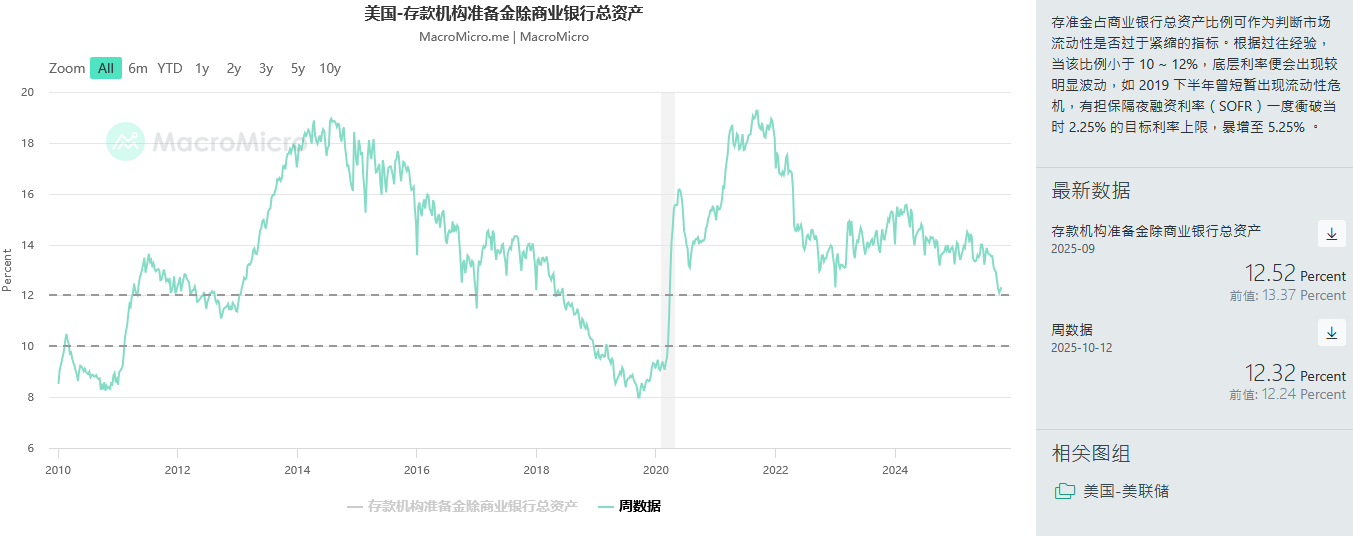 美国-存款机构准备金除商业银行总资产
MacroMicro.me | MacroMicro
Zoom All 6m YTD 1y 2y 3y 5y 10y
MacroMicro
Percent
20
18
16
14
12
10
8
6
2010 2012 2014 2016 2018 2020 2022 2024
存款机构准备金除商业银行总资产 周数据
存准金占商业银行总资产比例可作为判断市场
流动性是否过于紧缩的指标。根据过往经验，
当该比例小于 10 ~ 12%，底层利率便会出现较
明显波动，如 2019 下半年曾短暂出现流动性危
机，有担保隔夜融资利率（SOFR）一度衝破当
时 2.25% 的目标利率上限，暴增至 5.25% 。
最新数据
存款机构准备金除商业银行总资产
2025-09
12.52 Percent
前值: 13.37 Percent
周数据
2025-10-12
12.32 Percent
前值: 12.24 Percent
相关图组
美国-美联储